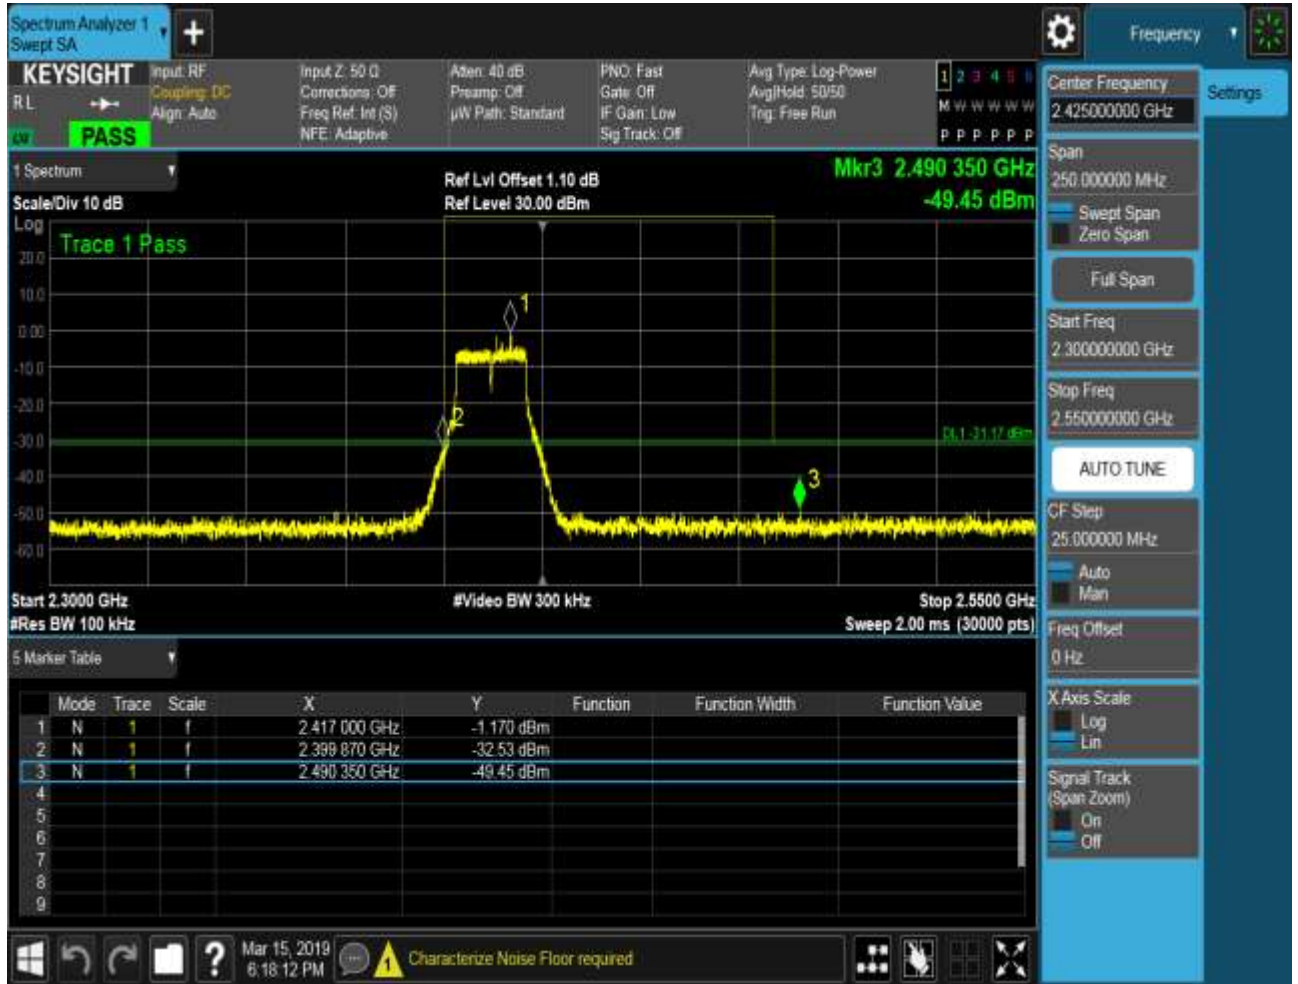 Spectrum Analyzer 1
Swept SA
+
Frequency
KEYSIGHT
RL
PASS
Input: RF
Coupling: DC
Align: Auto
Input Z: 50 Ω
Corrections: Off
Freq Ref: Int (S)
NFE: Adaptive
Atten: 40 dB
Preamp: Off
µW Path: Standard
PNO: Fast
Gate: Off
IF Gain: Low
Sig Track: Off
Avg Type: Log-Power
Avg|Hold: 50/50
Trig: Free Run
1 2 3 4 5 6
M W W W W W
P P P P P P
1 Spectrum
Scale/Div 10 dB
Ref Lvl Offset 1.10 dB
Ref Level 30.00 dBm
Mkr3 2.490 350 GHz
-49.45 dBm
Log
Trace 1 Pass
20.0
10.0
0.00
-10.0
-20.0
-30.0
-40.0
-50.0
-60.0
1
2
3
DL1 -31.17 dBm
Start 2.3000 GHz
#Res BW 100 kHz
#Video BW 300 kHz
Stop 2.5500 GHz
Sweep 2.00 ms (30000 pts)
5 Marker Table
Mode Trace Scale X Y Function Function Width Function Value
1 N 1 f 2.417 000 GHz -1.170 dBm
2 N 1 f 2.399 870 GHz -32.53 dBm
3 N 1 f 2.490 350 GHz -49.45 dBm
4
5
6
7
8
9
Mar 15, 2019
6:18:12 PM
?
1
Characterize Noise Floor required
Center Frequency
2.425000000 GHz
Settings
Span
250.000000 MHz
Swept Span
Zero Span
Full Span
Start Freq
2.300000000 GHz
Stop Freq
2.550000000 GHz
AUTO TUNE
CF Step
25.000000 MHz
Auto
Man
Freq Offset
0 Hz
X Axis Scale
Log
Lin
Signal Track
(Span Zoom)
On
Off